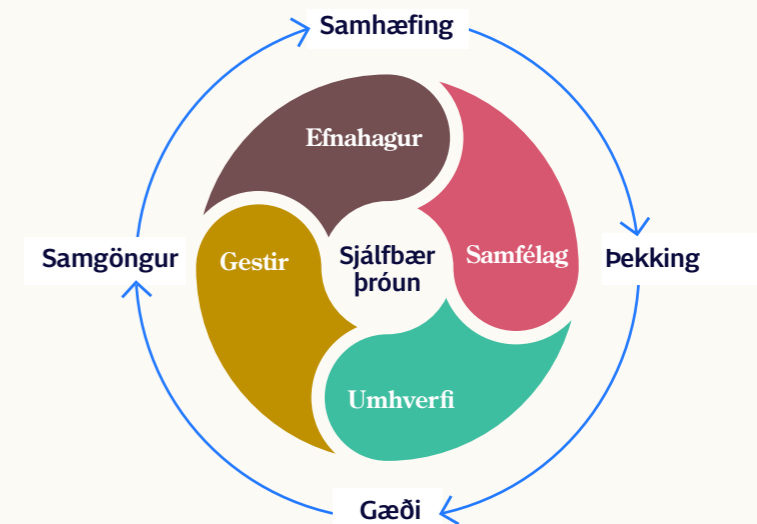 Samhæfing
Efnahagur
Samgöngur
Gestir
Sjálfbær
þróun
Samfélag
Þekking
Umhverfi
Gæði